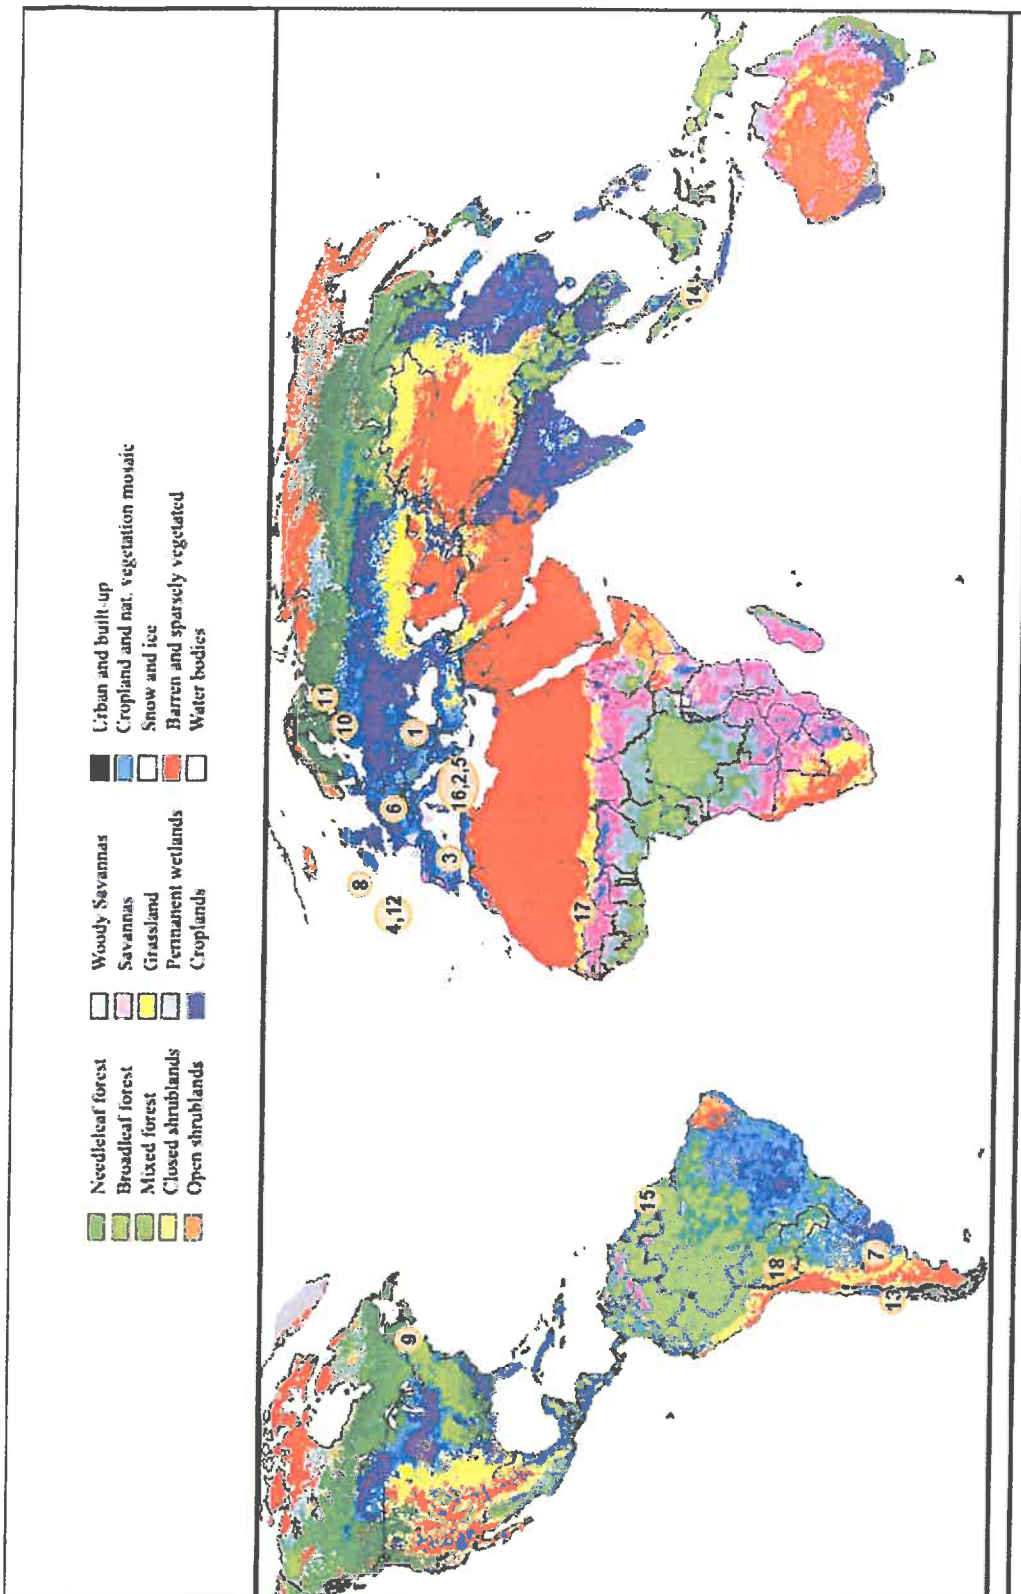 Needleleaf forest
Broadleaf forest
Mixed forest
Closed shrublands
Open shrublands
Woody Savannas
Savannas
Grassland
Permanent wetlands
Croplands
Urban and built-up
Cropland and nat. vegetation mosaic
Snow and ice
Barren and sparsely vegetated
Water bodies
11
10
1
6
16,2,5
3
8
4,12
9
17
14
15
18
7
13